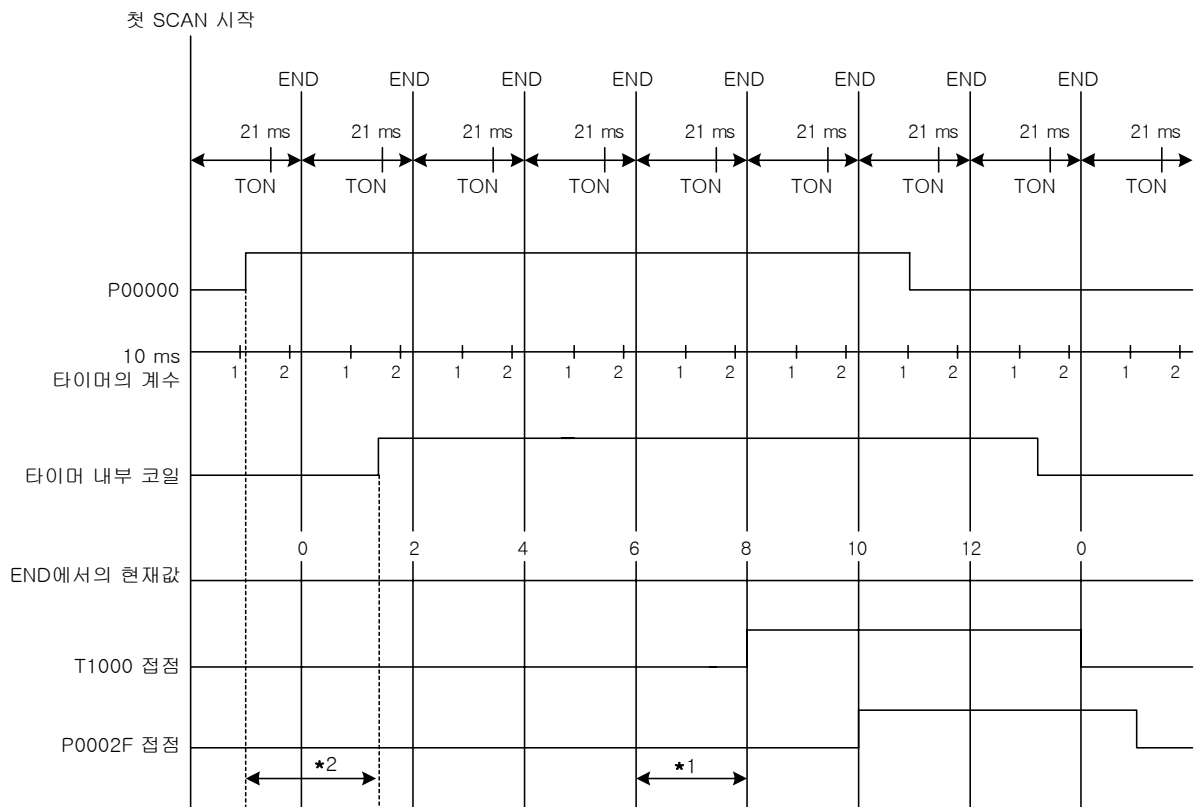 첫 SCAN 시작
END END END END END END END END
21 ms 21 ms 21 ms 21 ms 21 ms 21 ms 21 ms 21 ms 21 ms
TON TON TON TON TON TON TON TON TON
P00000
10 ms
타이머의 계수
1 2 1 2 1 2 1 2 1 2 1 2 1 2 1 2 1 2
타이머 내부 코일
0 2 4 6 8 10 12 0
END에서의 현재값
T1000 접점
P0002F 접점
★2 ★1